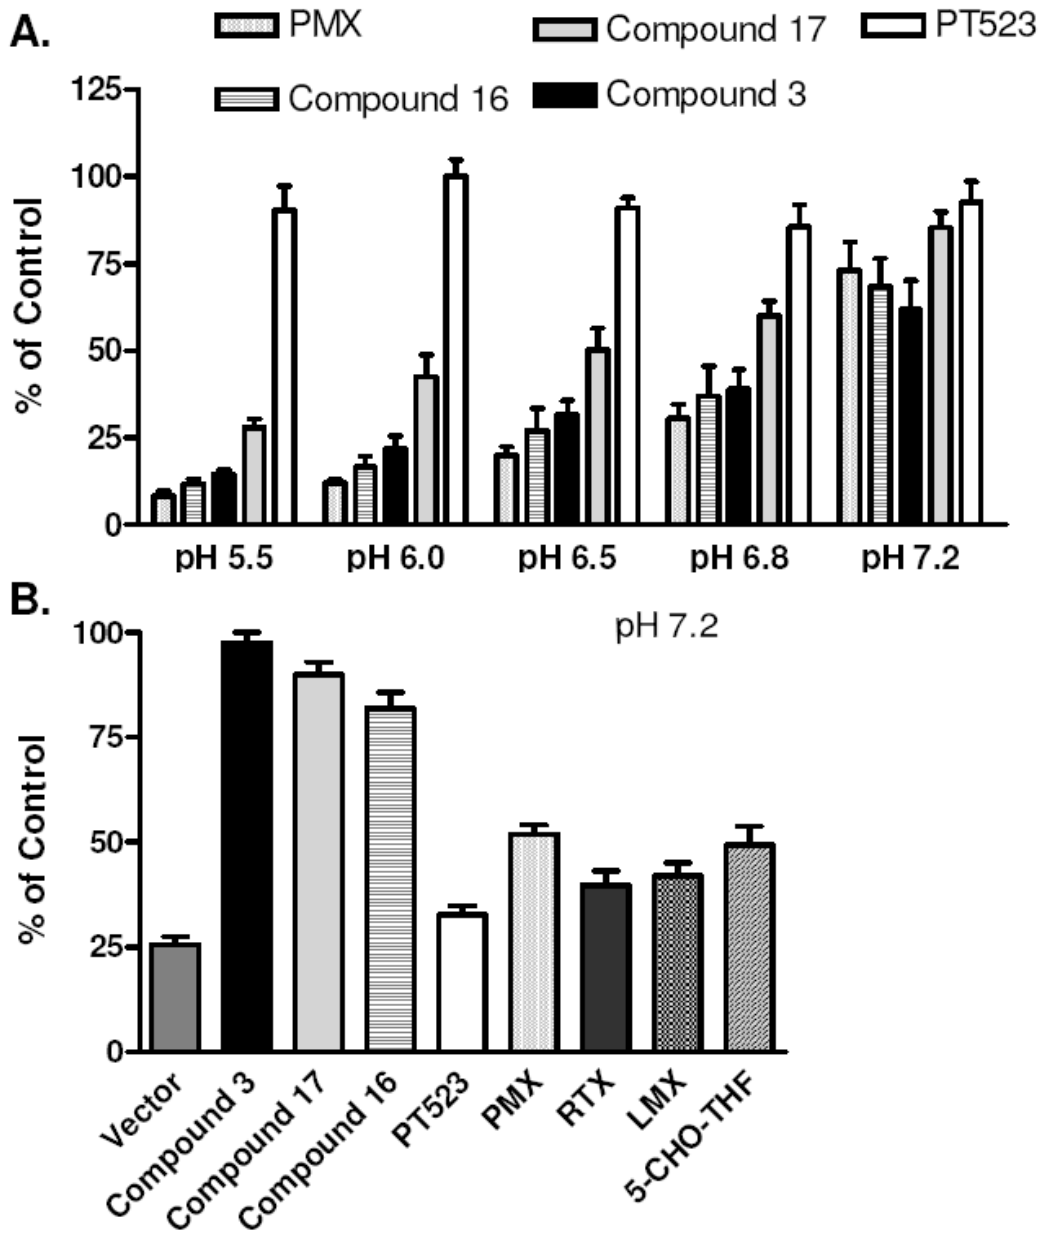 A.
PMX
Compound 17
PT523
Compound 16
Compound 3
% of Control
125
100
75
50
25
0
pH 5.5
pH 6.0
pH 6.5
pH 6.8
pH 7.2
B.
pH 7.2
% of Control
100
75
50
25
0
Vector
Compound 3
Compound 17
Compound 16
PT523
PMX
RTX
LMX
5-CHO-THF